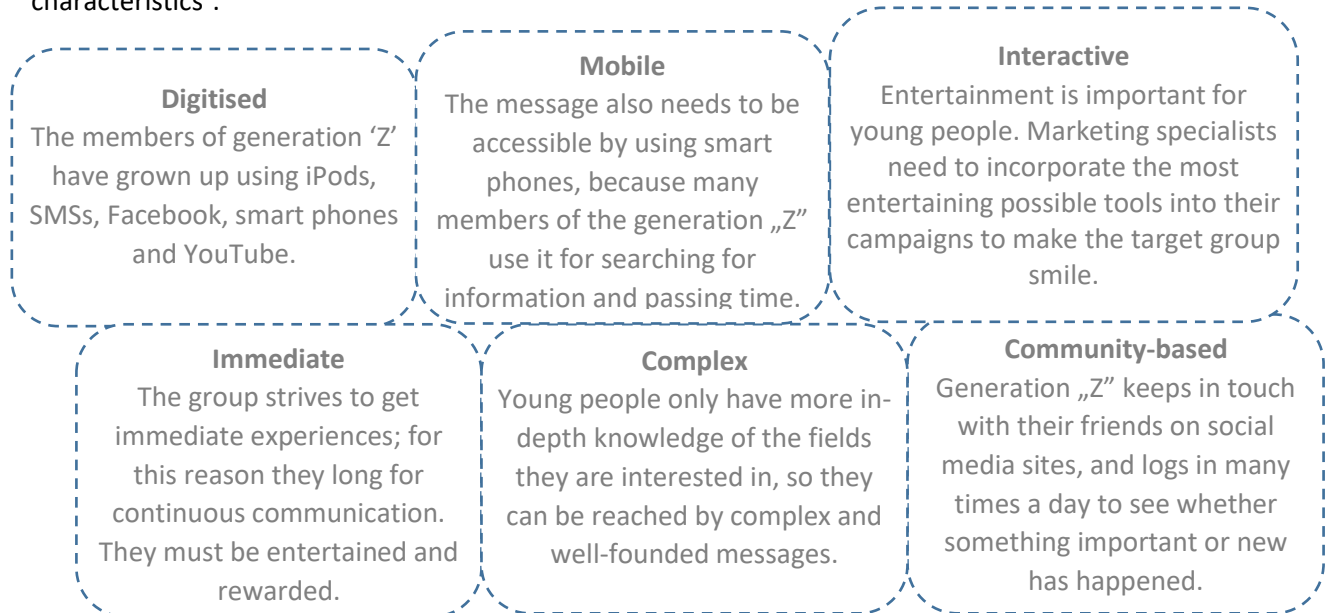 characteristics”:
Digitised
The members of generation ‘Z’
have grown up using iPods,
SMSs, Facebook, smart phones
and YouTube.
Mobile
The message also needs to be
accessible by using smart
phones, because many
members of the generation „Z”
use it for searching for
information and passing time.
Interactive
Entertainment is important for
young people. Marketing specialists
need to incorporate the most
entertaining possible tools into their
campaigns to make the target group
smile.
Immediate
The group strives to get
immediate experiences; for
this reason they long for
continuous communication.
They must be entertained and
rewarded.
Complex
Young people only have more in-
depth knowledge of the fields
they are interested in, so they
can be reached by complex and
well-founded messages.
Community-based
Generation „Z” keeps in touch
with their friends on social
media sites, and logs in many
times a day to see whether
something important or new
has happened.